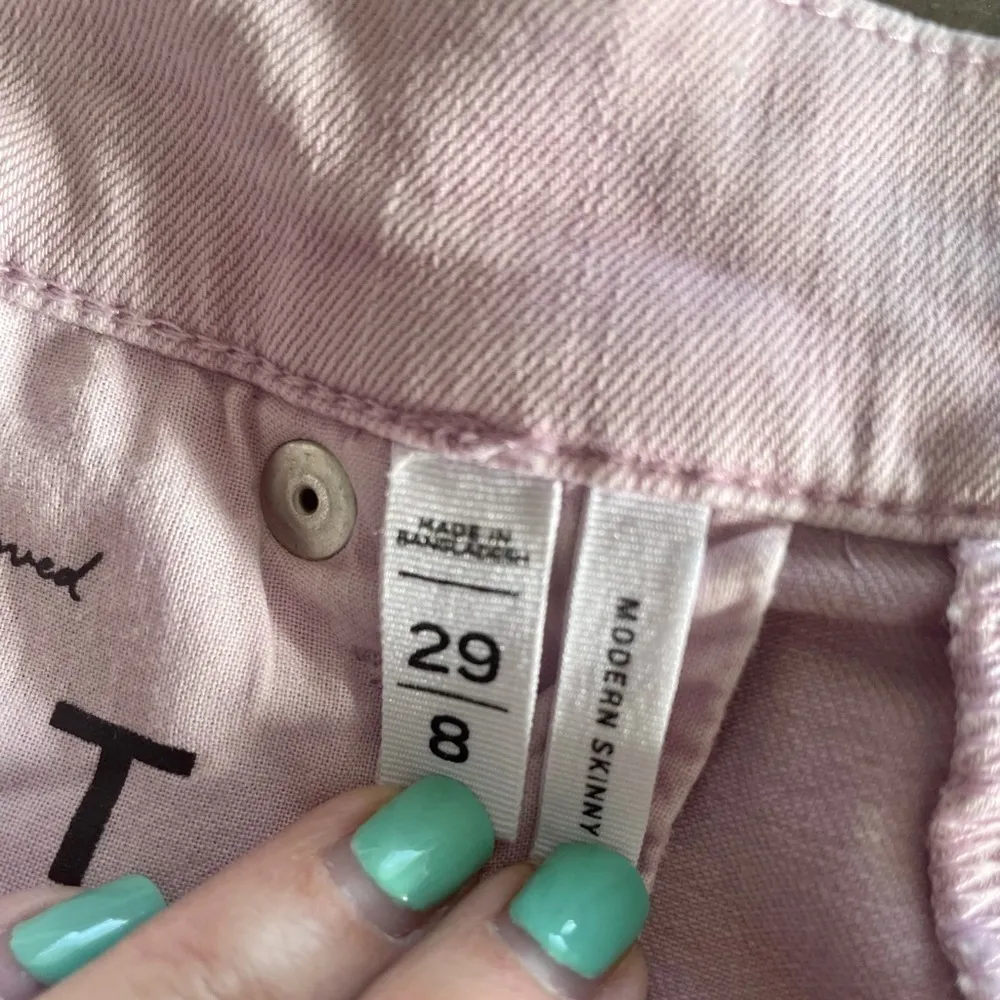 MADE IN
BANGLADESH
29
8
MODERN SKINNY
T